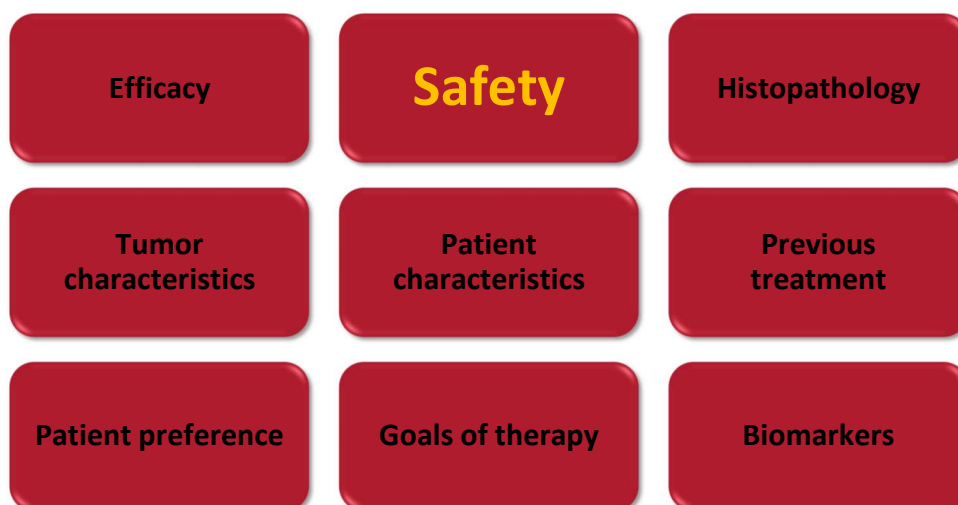 Efficacy
Safety
Histopathology
Tumor
characteristics
Patient
characteristics
Previous
treatment
Patient preference
Goals of therapy
Biomarkers